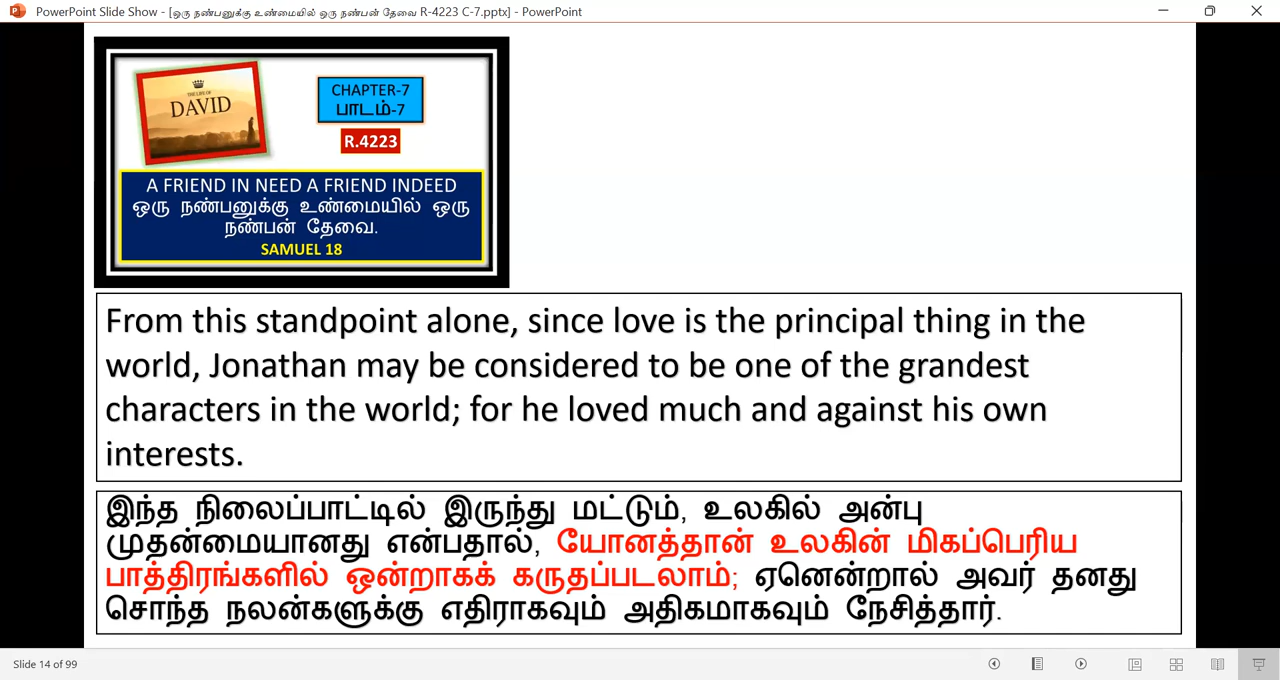 PowerPoint Slide Show - [ஒரு நண்பனுக்கு உண்மையில் ஒரு நண்பன் தேவை R-4223 C-7.pptx] - PowerPoint
THE LIFE OF
DAVID
CHAPTER-7
பாடம்-7
R.4223
A FRIEND IN NEED A FRIEND INDEED
ஒரு நண்பனுக்கு உண்மையில் ஒரு
நண்பன் தேவை.
SAMUEL 18
From this standpoint alone, since love is the principal thing in the
world, Jonathan may be considered to be one of the grandest
characters in the world; for he loved much and against his own
interests.
இந்த நிலைப்பாட்டில் இருந்து மட்டும், உலகில் அன்பு
முதன்மையானது என்பதால், யோனத்தான் உலகின் மிகப்பெரிய
பாத்திரங்களில் ஒன்றாகக் கருதப்படலாம்; ஏனென்றால் அவர் தனது
சொந்த நலன்களுக்கு எதிராகவும் அதிகமாகவும் நேசித்தார்.
Slide 14 of 99